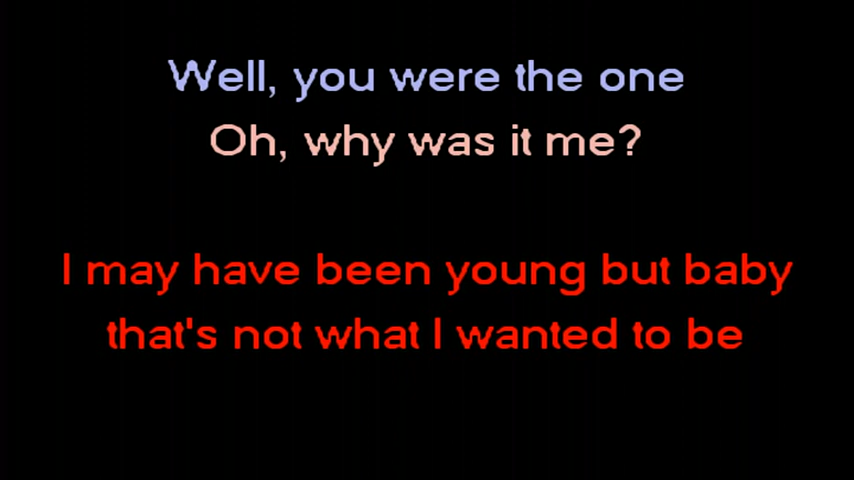 Well, you were the one
Oh, why was it me?
I may have been young but baby
that's not what I wanted to be